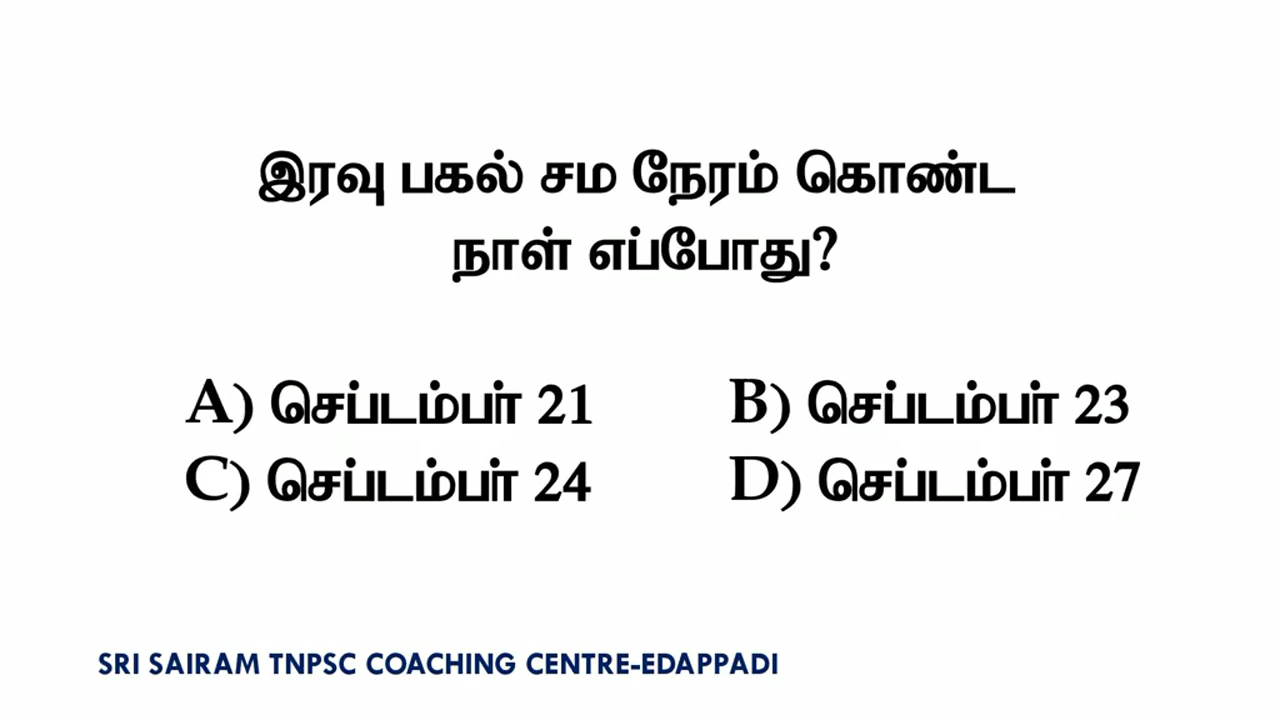 இரவு பகல் சம நேரம் கொண்ட
நாள் எப்போது?
A) செப்டம்பர் 21 B) செப்டம்பர் 23
C) செப்டம்பர் 24 D) செப்டம்பர் 27
SRI SAIRAM TNPSC COACHING CENTRE-EDAPPADI